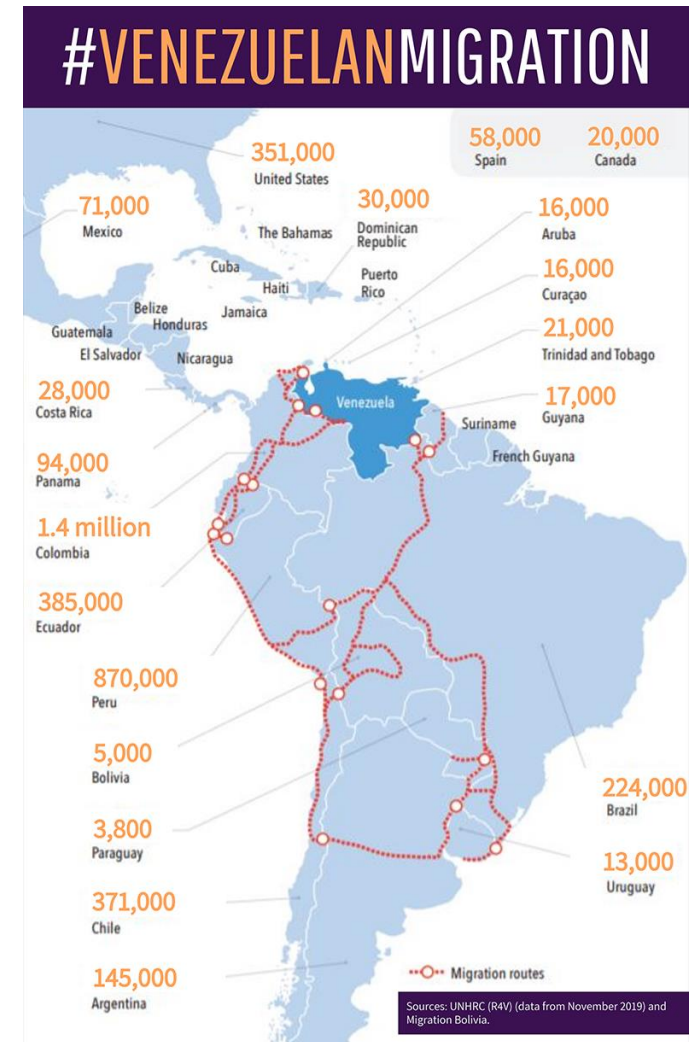 #VENEZUELANMIGRATION
58,000
Spain
20,000
Canada
351,000
United States
71,000
Mexico
30,000
Dominican
Republic
16,000
Aruba
The Bahamas
Cuba
Haiti
Puerto
Rico
16,000
Curaçao
Belize
Honduras
Jamaica
Guatemala
El Salvador
Nicaragua
21,000
Trinidad and Tobago
28,000
Costa Rica
Venezuela
17,000
Guyana
Suriname
French Guyana
94,000
Panama
1.4 million
Colombia
385,000
Ecuador
870,000
Peru
5,000
Bolivia
224,000
Brazil
3,800
Paraguay
13,000
Uruguay
371,000
Chile
145,000
Argentina
Migration routes
Sources: UNHRC (R4V) (data from November 2019) and
Migration Bolivia.